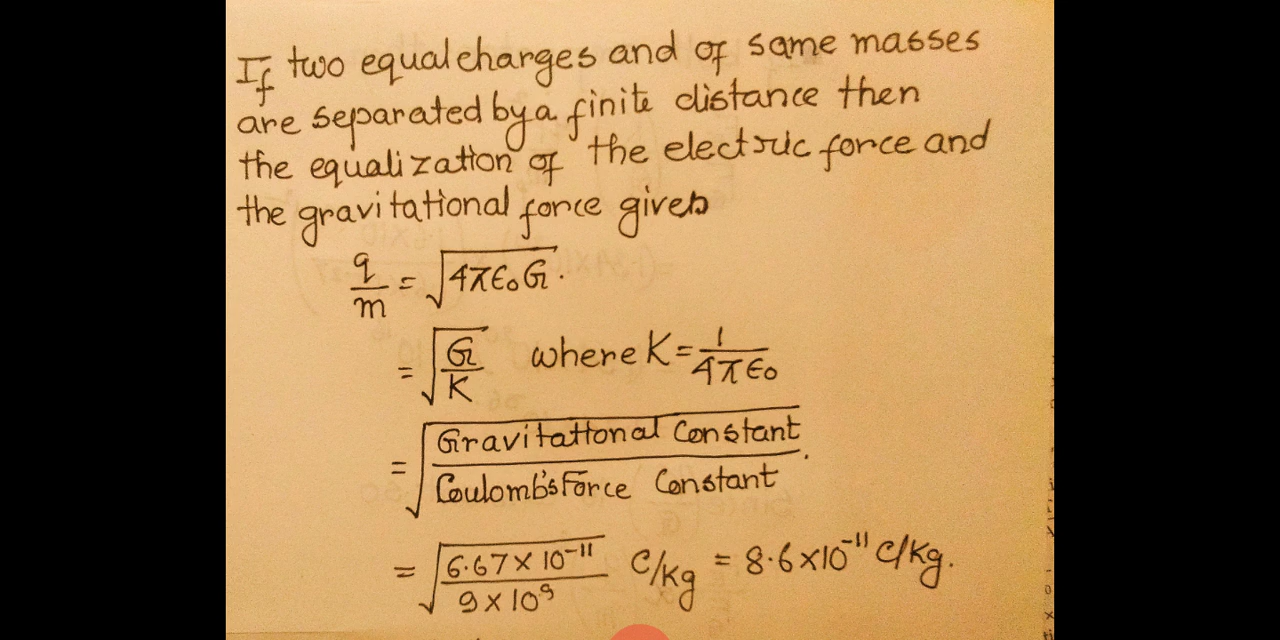 If two equal charges and of same masses
are separated by a finite distance then
the equalization of the electric force and
the gravitational force gives
q/m = √4πϵ₀G.
= √G/K where K = 1/4πϵ₀
= √Gravitational Constant/Coulomb's Force Constant.
= √6.67 × 10⁻¹¹/9 × 10⁹ C/kg = 8.6 × 10⁻¹¹ C/kg.